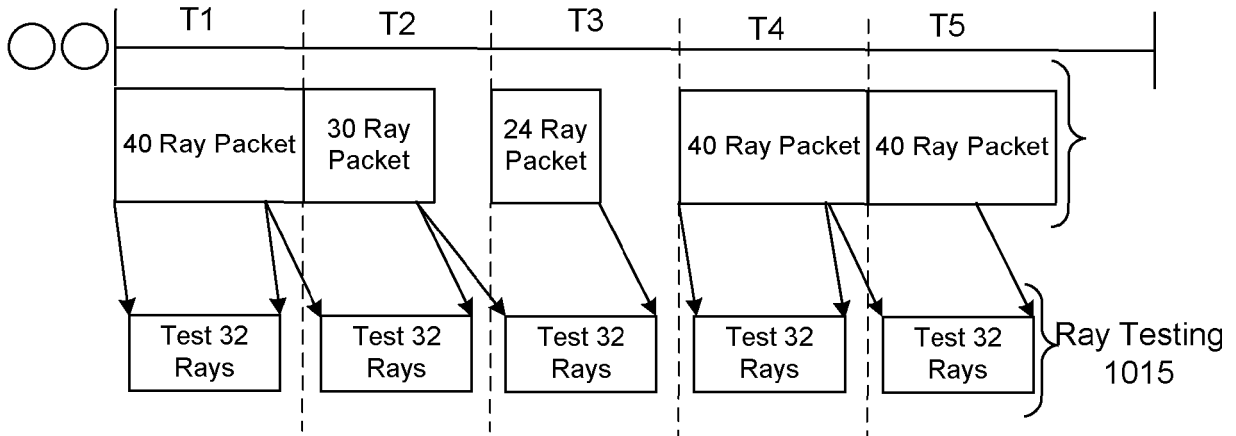 T1 T2 T3 T4 T5
40 Ray Packet
30 Ray
Packet
24 Ray
Packet
40 Ray Packet
40 Ray Packet
Test 32
Rays
Test 32
Rays
Test 32
Rays
Test 32
Rays
Test 32
Rays
Ray Testing
1015